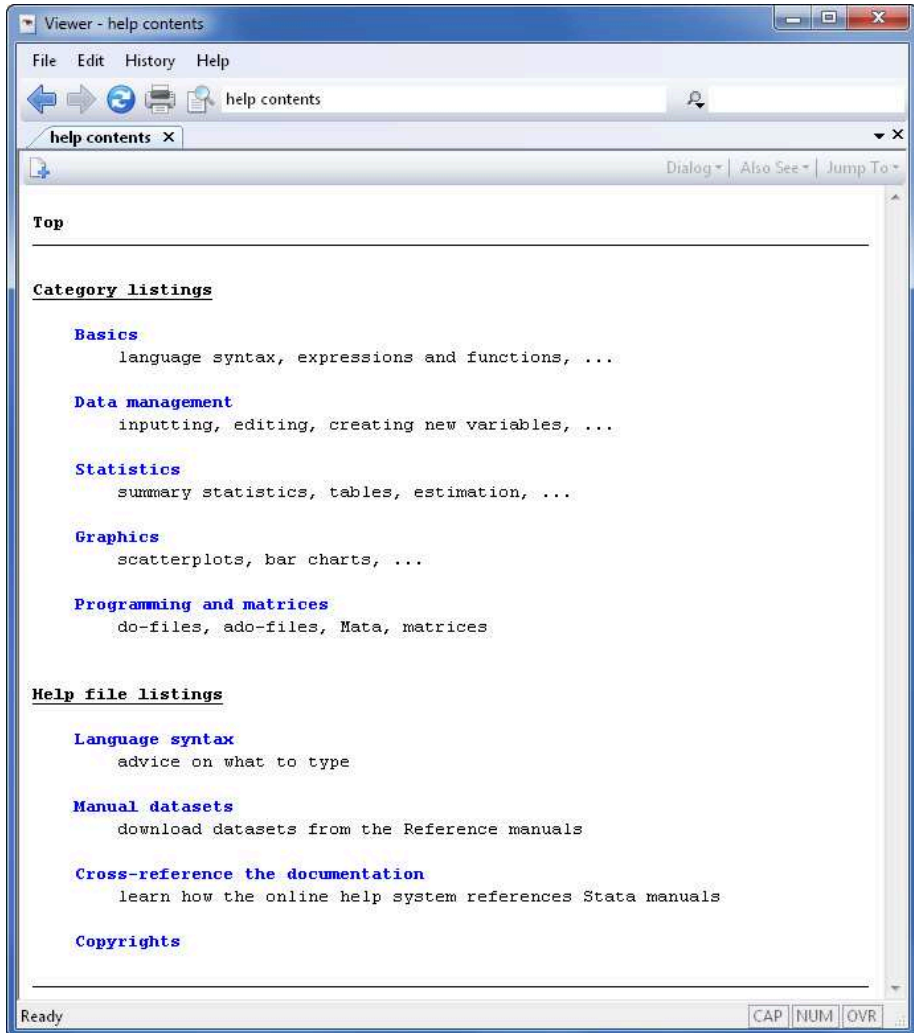 Viewer - help contents
File Edit History Help
help contents
help contents X
Dialog Also See Jump To
Top
Category listings
Basics
language syntax, expressions and functions, ...
Data management
inputting, editing, creating new variables, ...
Statistics
summary statistics, tables, estimation, ...
Graphics
scatterplots, bar charts, ...
Programming and matrices
do-files, ado-files, Mata, matrices
Help file listings
Language syntax
advice on what to type
Manual datasets
download datasets from the Reference manuals
Cross-reference the documentation
learn how the online help system references Stata manuals
Copyrights
Ready CAP NUM OVR